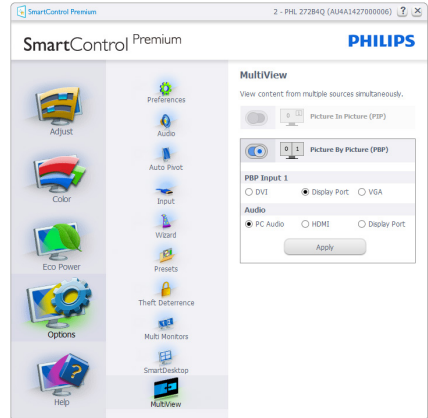 SmartControl Premium
2 - PHL 272B4Q (AU4A1427000006) ? X
SmartControl Premium
PHILIPS
Adjust
Color
Eco Power
Options
Help
Preferences
Audio
Auto Pivot
Input
Wizard
Presets
Theft Deterrence
Multi Monitors
SmartDesktop
MultiView
MultiView
View content from multiple sources simultaneously.
0 Picture In Picture (PIP)
0 1 Picture By Picture (PBP)
PBP Input 1
DVI Display Port VGA
Audio
PC Audio HDMI Display Port
Apply